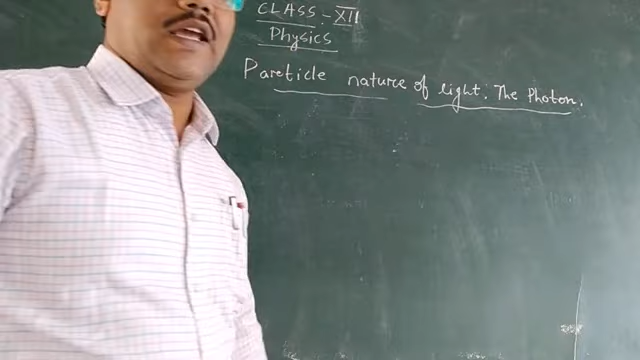 CLASS - XII
Physics
Pareticle nature of light. The Photon.